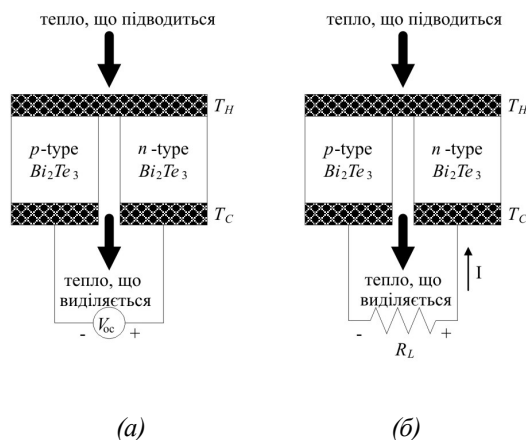 тепло, що підводиться
T_H
p-type
Bi₂Te₃
n -type
Bi₂Te₃
T_C
тепло, що
виділяється
- V_oc +
(а)
тепло, що підводиться
T_H
p-type
Bi₂Te₃
n -type
Bi₂Te₃
T_C
I
тепло, що
виділяється
- +
R_L
(б)